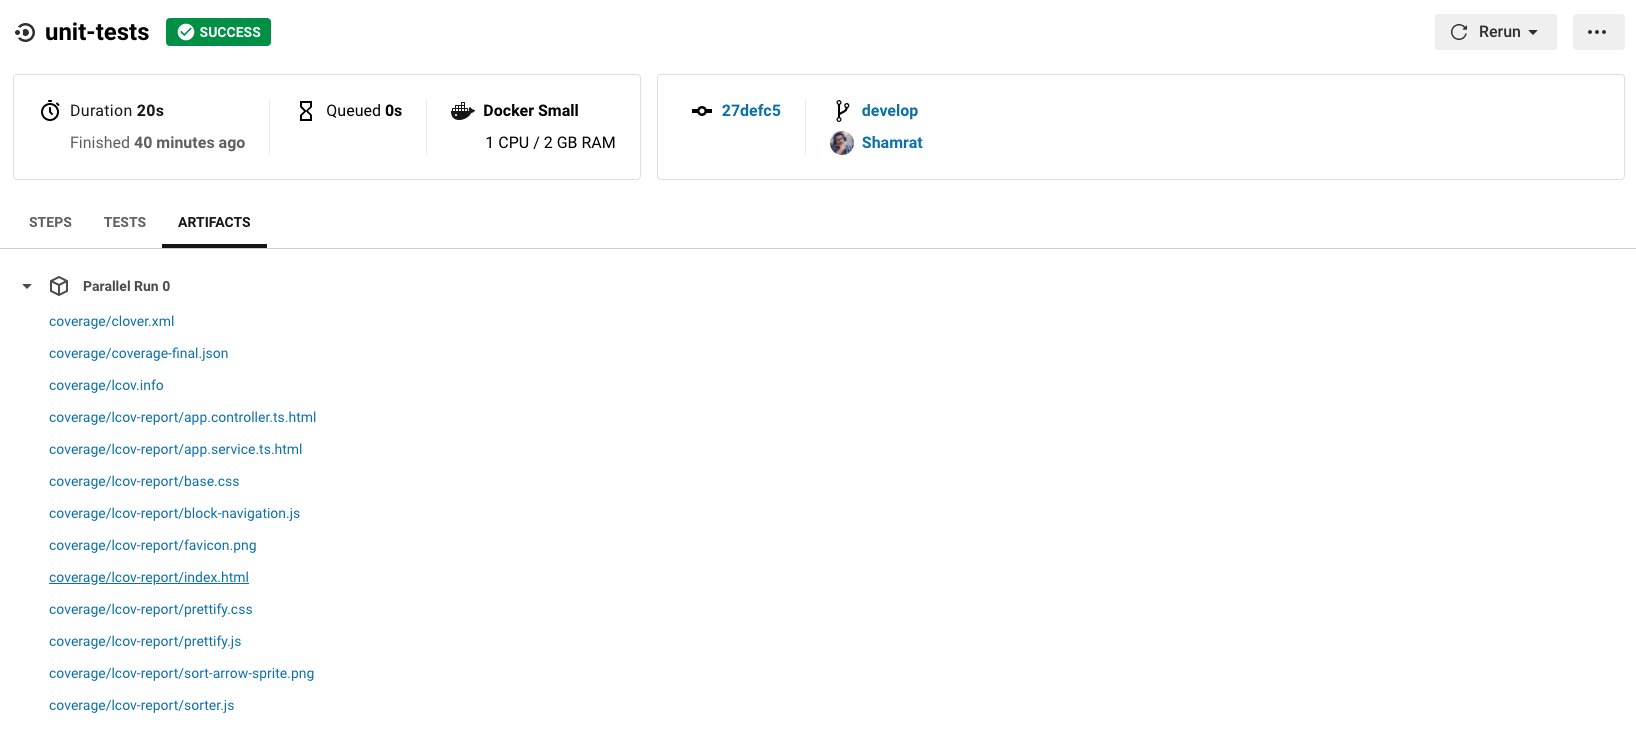 unit-tests
SUCCESS
Rerun
Duration 20s
Finished 40 minutes ago
Queued 0s
Docker Small
1 CPU / 2 GB RAM
27defc5
develop
Shamrat
STEPS TESTS ARTIFACTS
Parallel Run 0
coverage/clover.xml
coverage/coverage-final.json
coverage/lcov.info
coverage/lcov-report/app.controller.ts.html
coverage/lcov-report/app.service.ts.html
coverage/lcov-report/base.css
coverage/lcov-report/block-navigation.js
coverage/lcov-report/favicon.png
coverage/lcov-report/index.html
coverage/lcov-report/prettify.css
coverage/lcov-report/prettify.js
coverage/lcov-report/sort-arrow-sprite.png
coverage/lcov-report/sorter.js